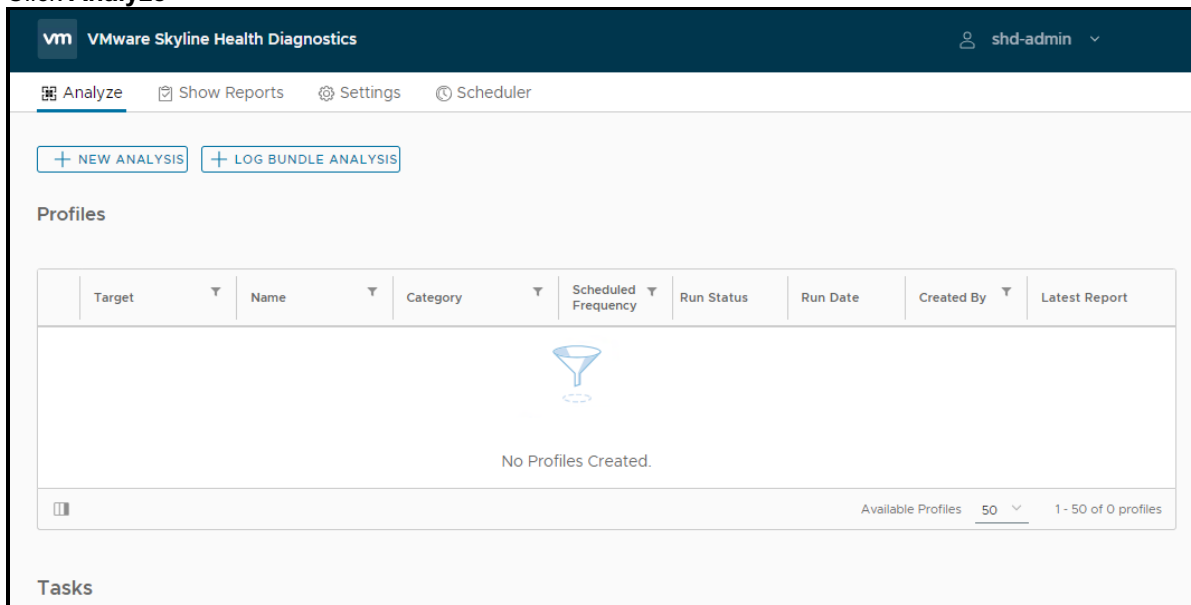 Click Analyze
vm VMware Skyline Health Diagnostics shd-admin
Analyze Show Reports Settings Scheduler
+ NEW ANALYSIS + LOG BUNDLE ANALYSIS
Profiles
Target Name Category Scheduled Frequency Run Status Run Date Created By Latest Report
No Profiles Created.
Available Profiles 50 1 - 50 of 0 profiles
Tasks